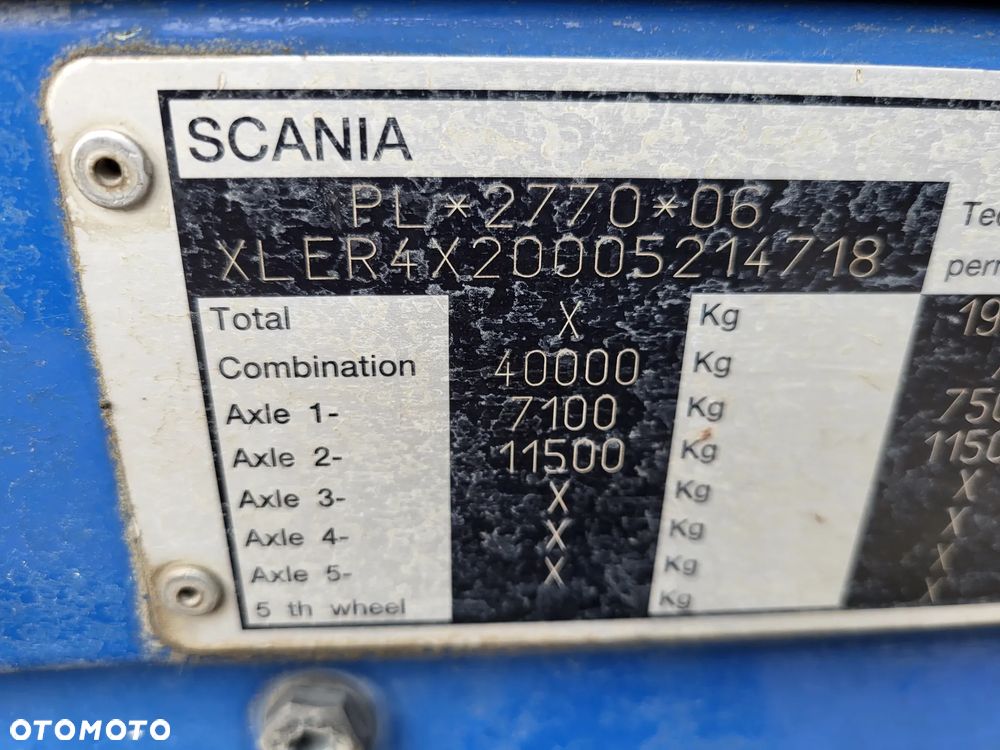 SCANIA
PL*2770*06
XLER4X20005214718
Total X Kg
Combination 40000 Kg
Axle 1- 7100 Kg
Axle 2- 11500 Kg
Axle 3- X Kg
Axle 4- X Kg
Axle 5- X Kg
5 th wheel Kg
X
X
X
X
OTOMOTO